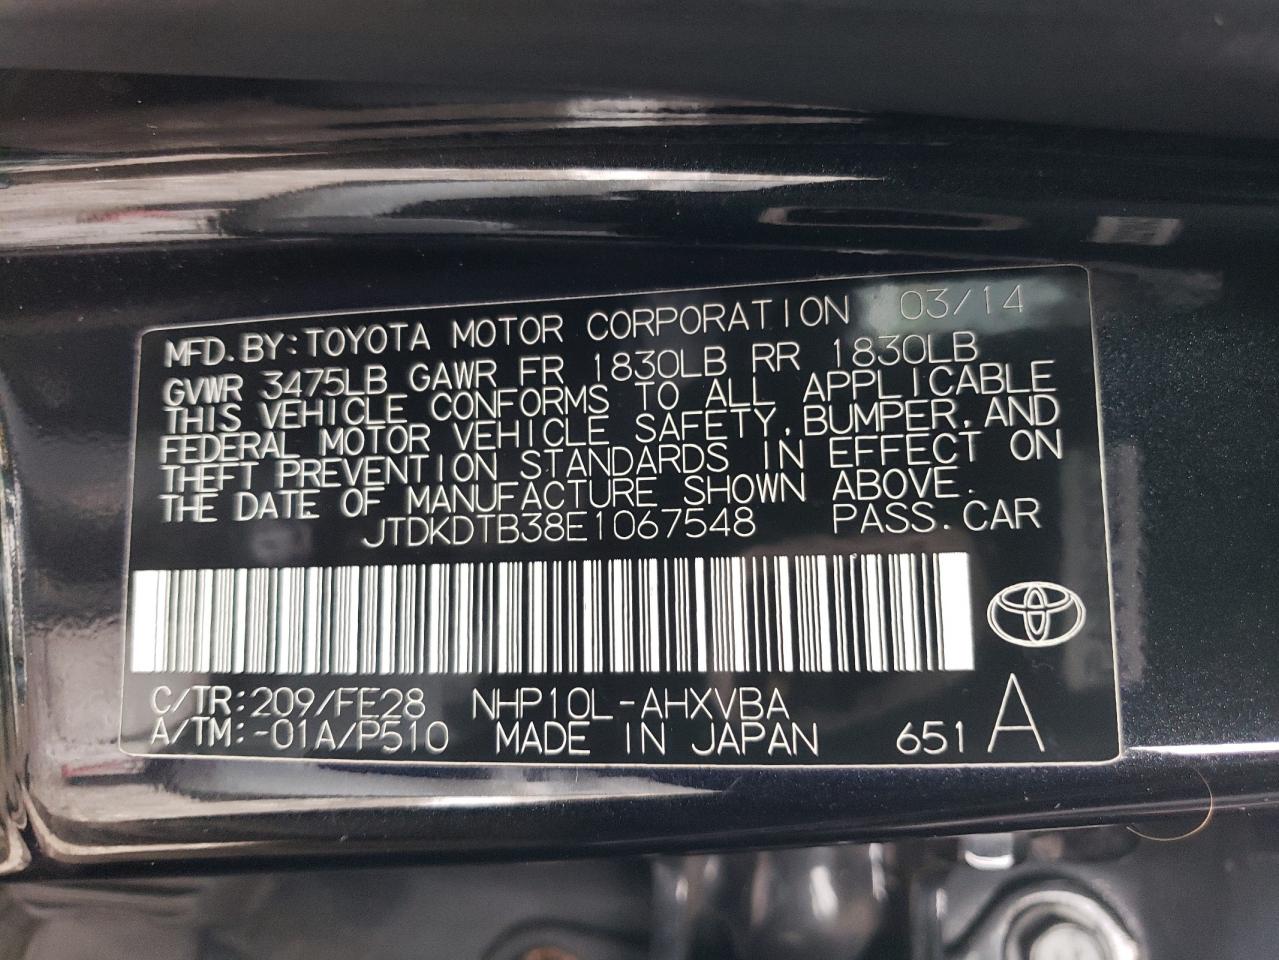 MFD. BY: TOYOTA MOTOR CORPORATION 03/14
GVWR 3475LB GAWR FR 1830LB RR 1830LB
THIS VEHICLE CONFORMS TO ALL APPLICABLE
FEDERAL MOTOR VEHICLE SAFETY, BUMPER, AND
THEFT PREVENTION STANDARDS IN EFFECT ON
THE DATE OF MANUFACTURE SHOWN ABOVE.
JTDKDTB38E1067548 PASS. CAR
C/TR: 209/FE28 NHP10L-AHXVBA
A/TM: -01A/P510 MADE IN JAPAN 651 A